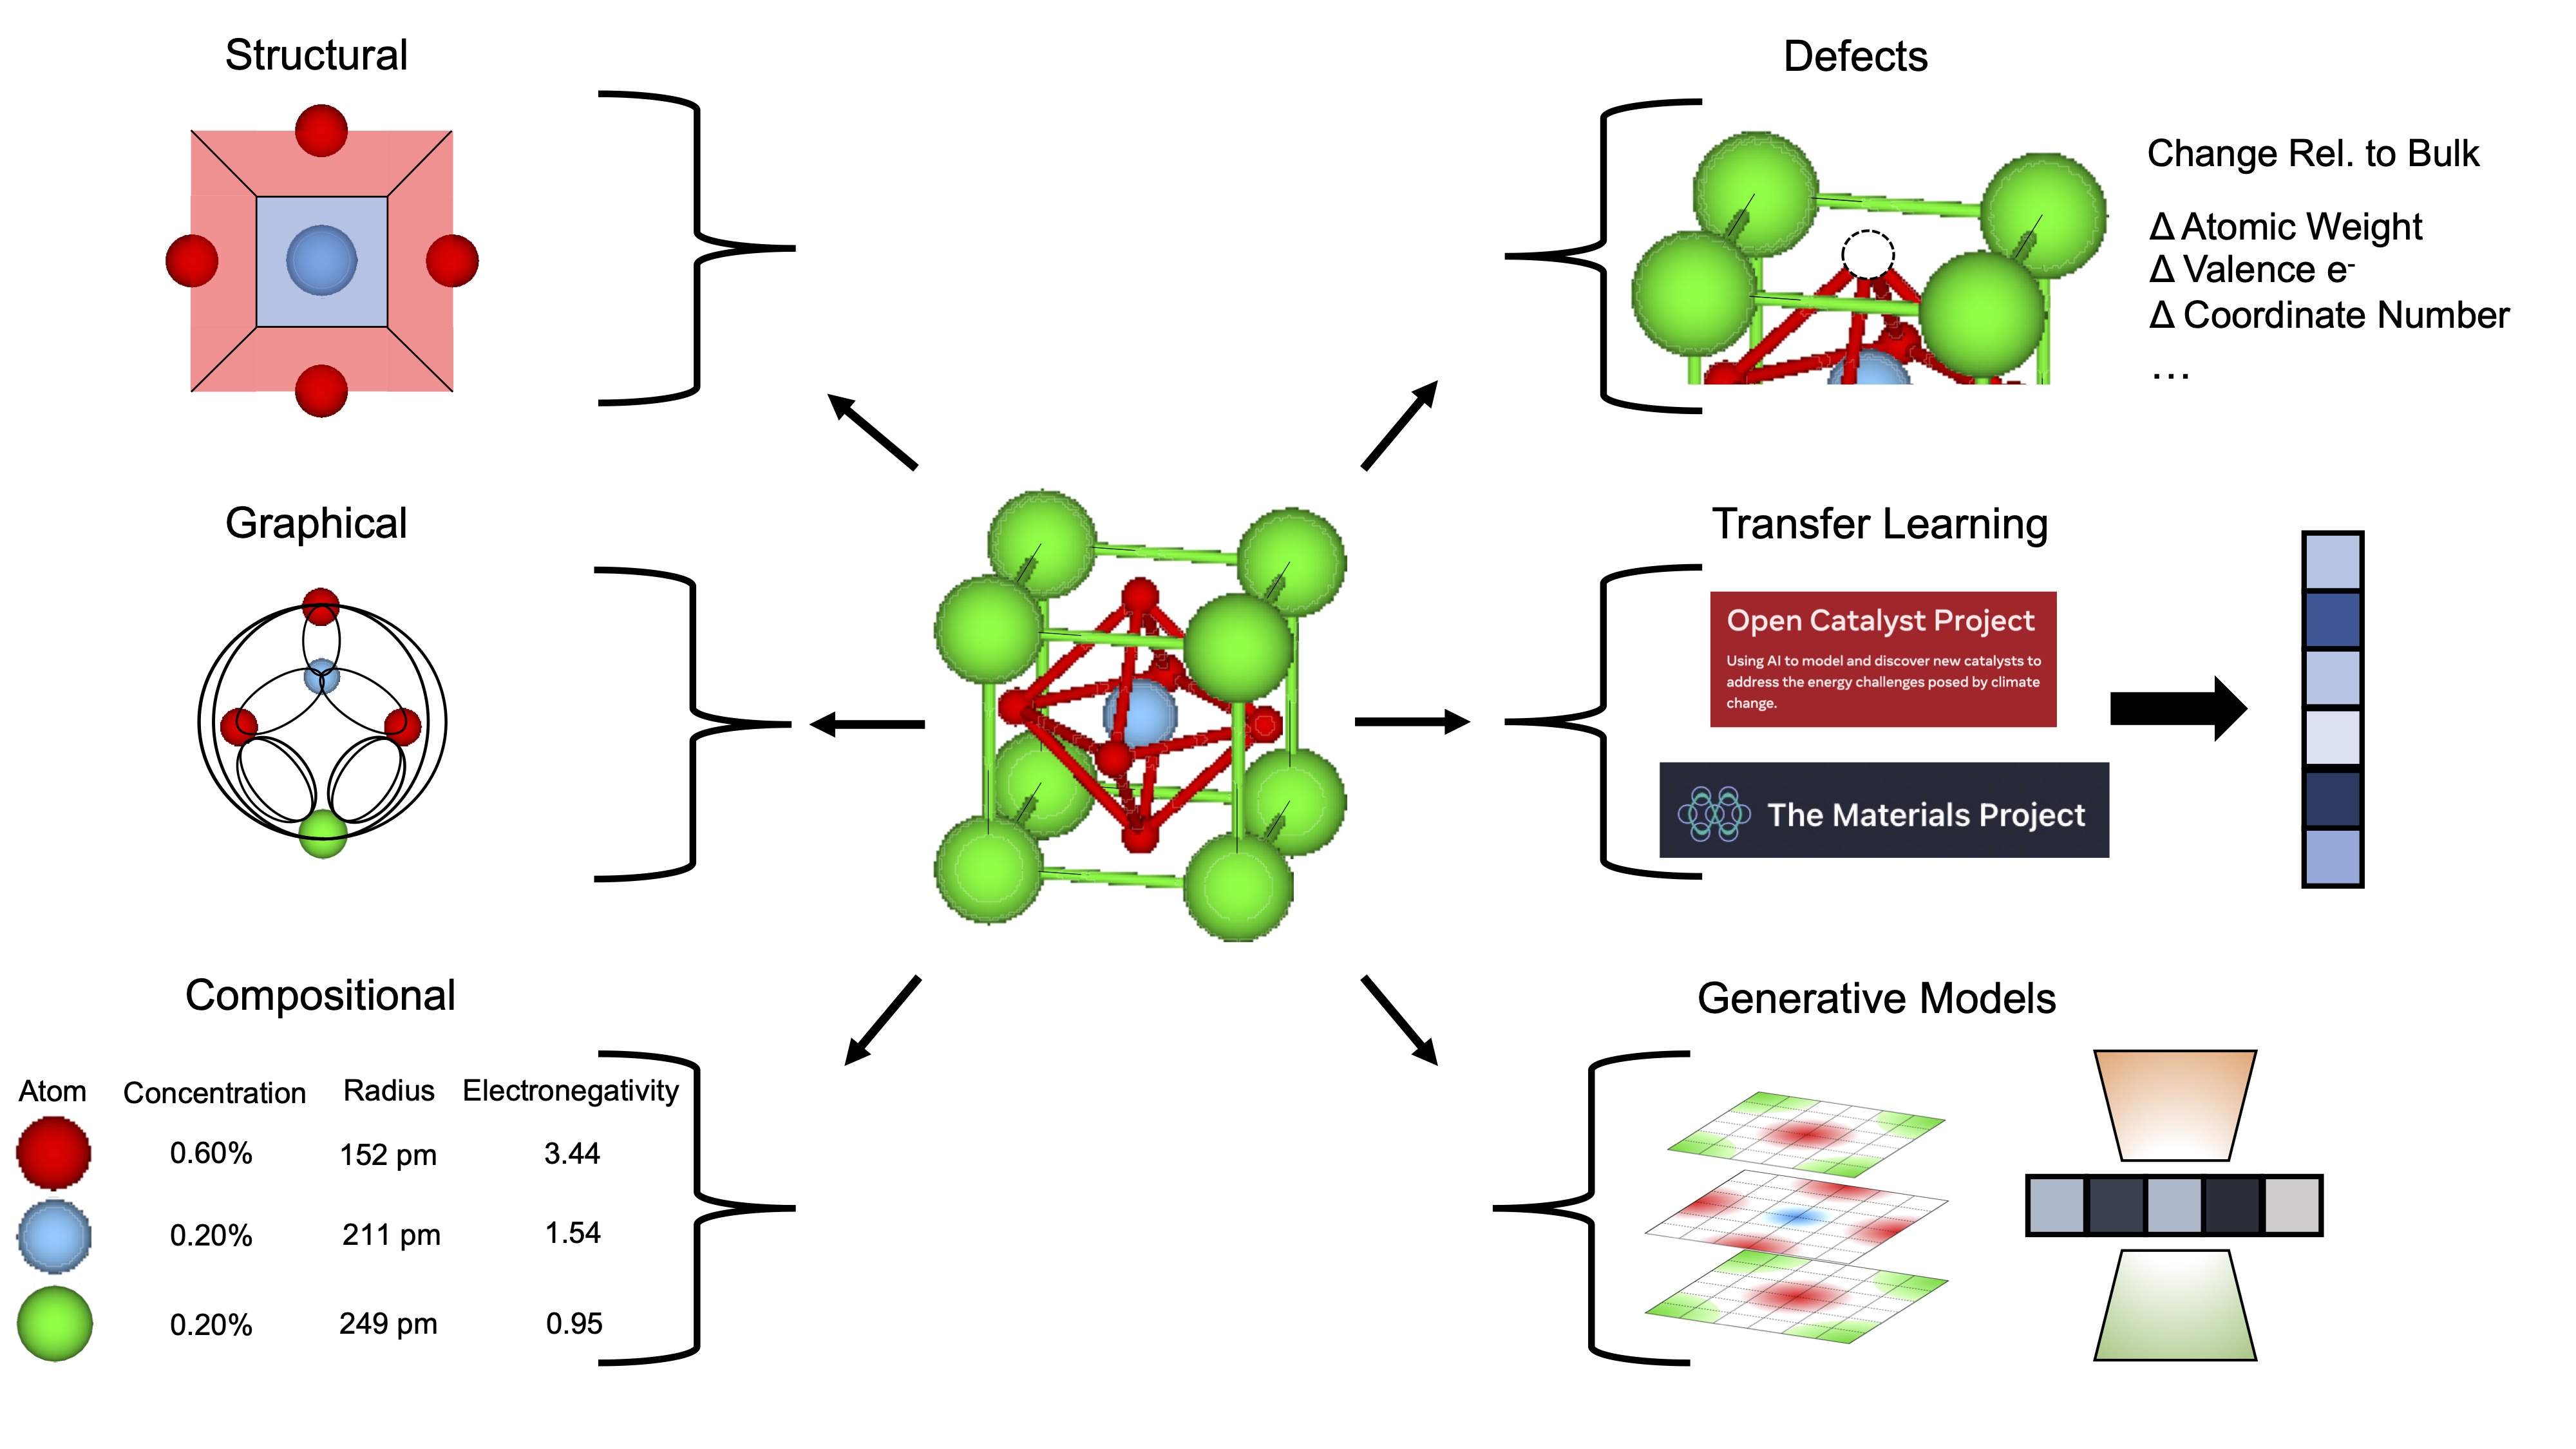 Structural
Defects
Change Rel. to Bulk
Δ Atomic Weight
Δ Valence e-
Δ Coordinate Number
…
Graphical
Transfer Learning
Open Catalyst Project
Using AI to model and discover new catalysts to
address the energy challenges posed by climate
change.
The Materials Project
Compositional
Atom Concentration Radius Electronegativity
0.60% 152 pm 3.44
0.20% 211 pm 1.54
0.20% 249 pm 0.95
Generative Models